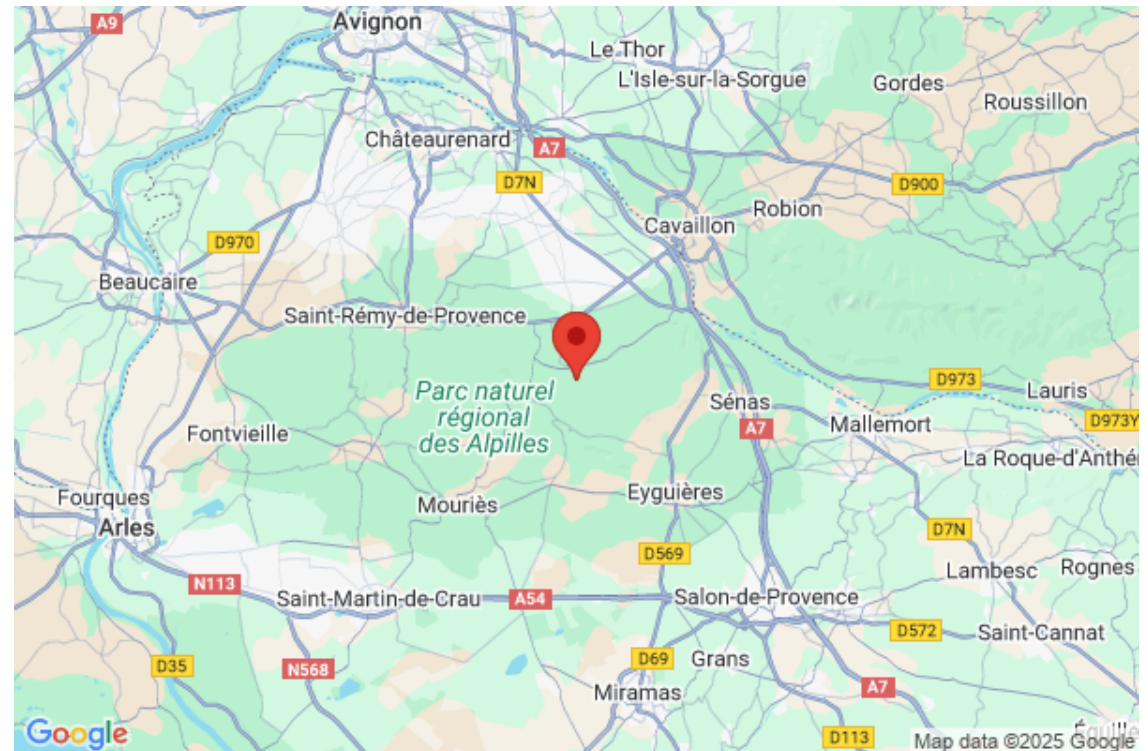 Avignon
A9
Le Thor
L'Isle-sur-la-Sorgue
Gordes
Roussillon
Châteaurenard
A7
D7N
D900
Robion
Cavaillon
D970
Beaucaire
Saint-Rémy-de-Provence
Parc naturel
régional
des Alpilles
D973
Lauris
Sénas
D973Y
Mallemort
A7
Fontvieille
La Roque-d'Anthér
Eyguières
Mouriès
Fourques
Arles
D7N
D569
Lambesc
Rognes
N113
Saint-Martin-de-Crau
A54
Salon-de-Provence
D572
Saint-Cannat
D35
N568
D69
Grans
Miramas
A7
Google
D113
Map data ©2025 Google